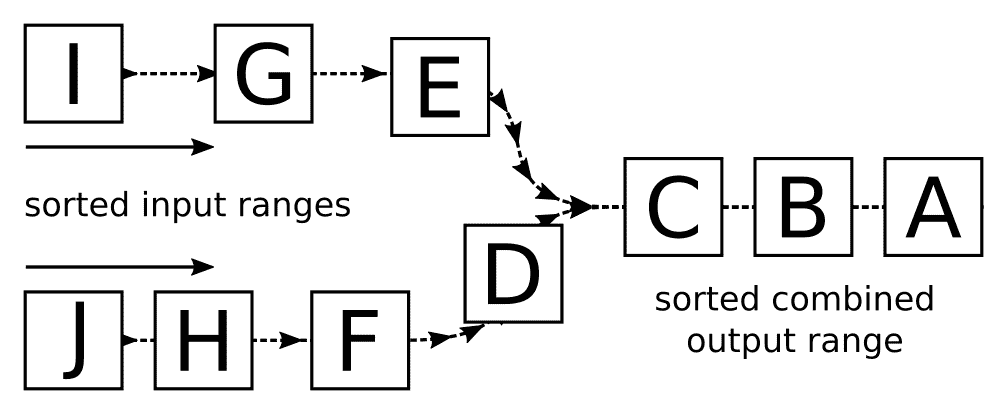 I G E
sorted input ranges
C B A
D
sorted combined
output range
J H F